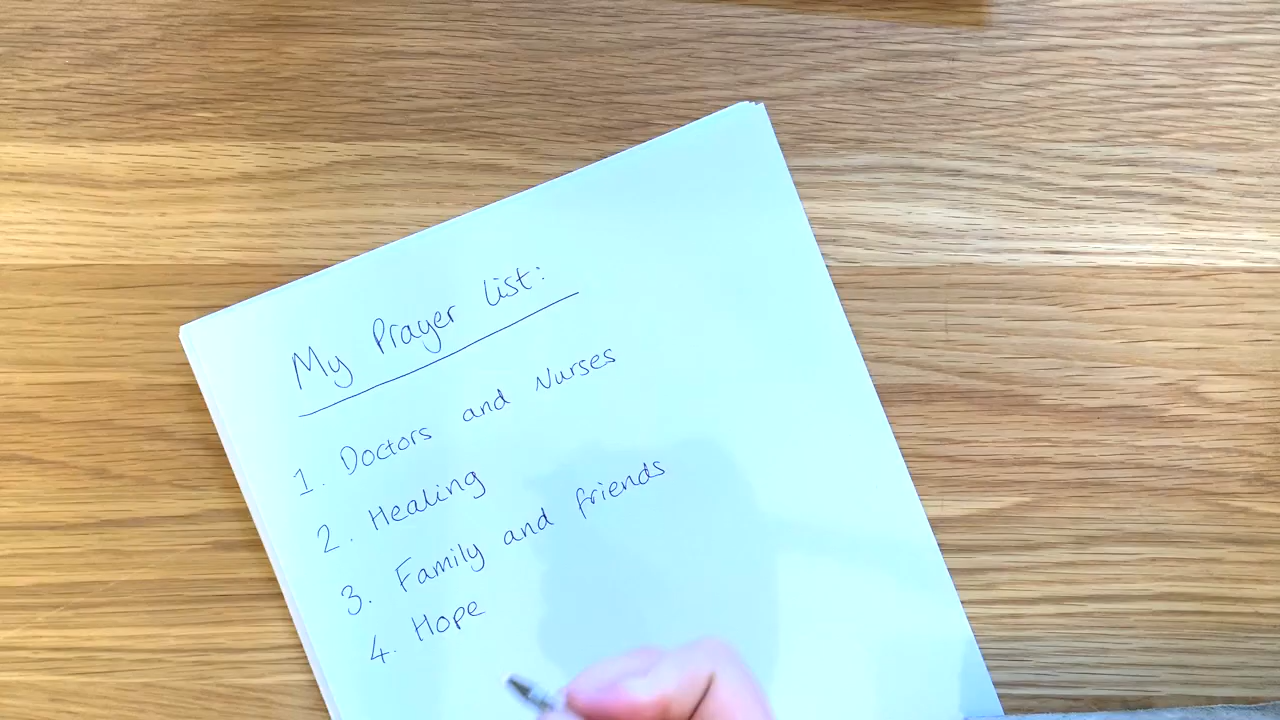 My Prayer list:
1. Doctors and Nurses
2. Healing
3. Family and friends
4. Hope